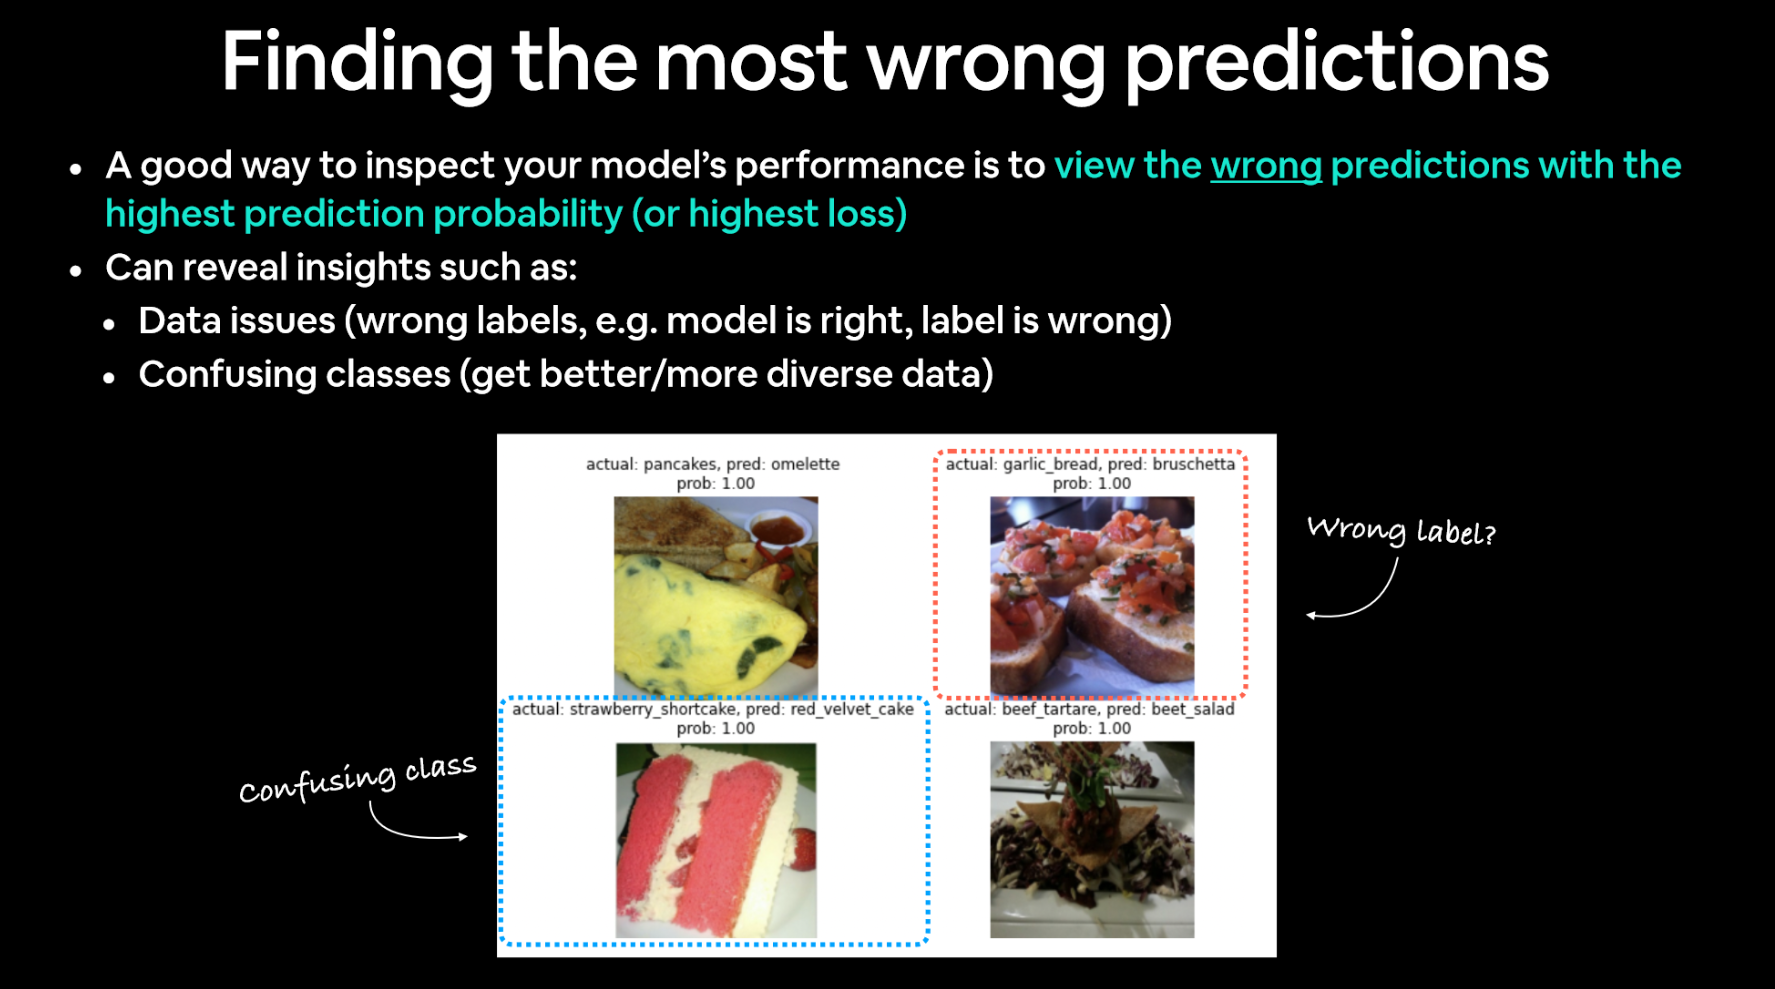 Finding the most wrong predictions
• A good way to inspect your model's performance is to view the wrong predictions with the
highest prediction probability (or highest loss)
• Can reveal insights such as:
• Data issues (wrong labels, e.g. model is right, label is wrong)
• Confusing classes (get better/more diverse data)
actual: pancakes, pred: omelette
prob: 1.00
actual: garlic_bread, pred: bruschetta
prob: 1.00
Wrong label?
actual: strawberry_shortcake, pred: red_velvet_cake
prob: 1.00
actual: beef_tartare, pred: beet_salad
prob: 1.00
Confusing class